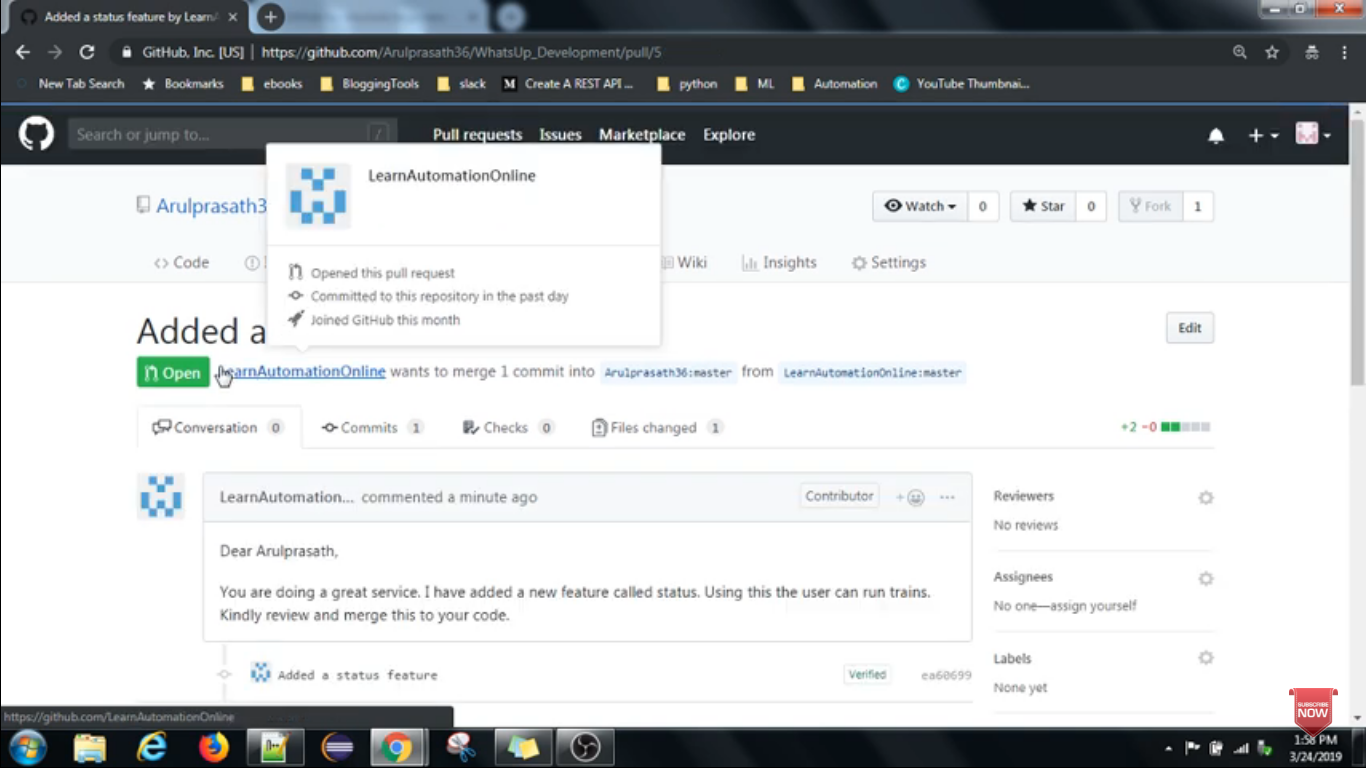 Added a status feature by Learn
GitHub, Inc. [US] | https://github.com/Arulprasath36/WhatsUp_Development/pull/5
New Tab Search Bookmarks ebooks BloggingTools slack M Create A REST API ... python ML Automation YouTube Thumbnai...
Search or jump to... / Pull requests Issues Marketplace Explore
LearnAutomationOnline
Arulprasath3 Watch 0 Star 0 Fork 1
Code Wiki Insights Settings
Opened this pull request
Committed to this repository in the past day
Joined GitHub this month
Added a Edit
Open LearnAutomationOnline wants to merge 1 commit into Arulprasath36:master from LearnAutomationOnline:master
Conversation 0 Commits 1 Checks 0 Files changed 1 +2 −0
LearnAutomation... commented a minute ago Contributor + ...
Reviewers
No reviews
Dear Arulprasath,
You are doing a great service. I have added a new feature called status. Using this the user can run trains.
Kindly review and merge this to your code.
Assignees
No one—assign yourself
Added a status feature Verified ea60699
Labels
None yet
https://github.com/LearnAutomationOnline
SUBSCRIBE
NOW
1:58 PM
3/24/2019